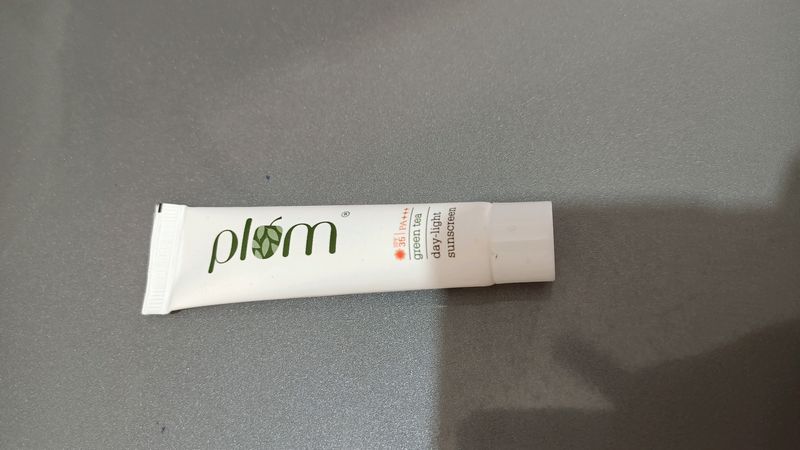 plum
®
SPF
35 | PA+++
green tea
day-light
sunscreen